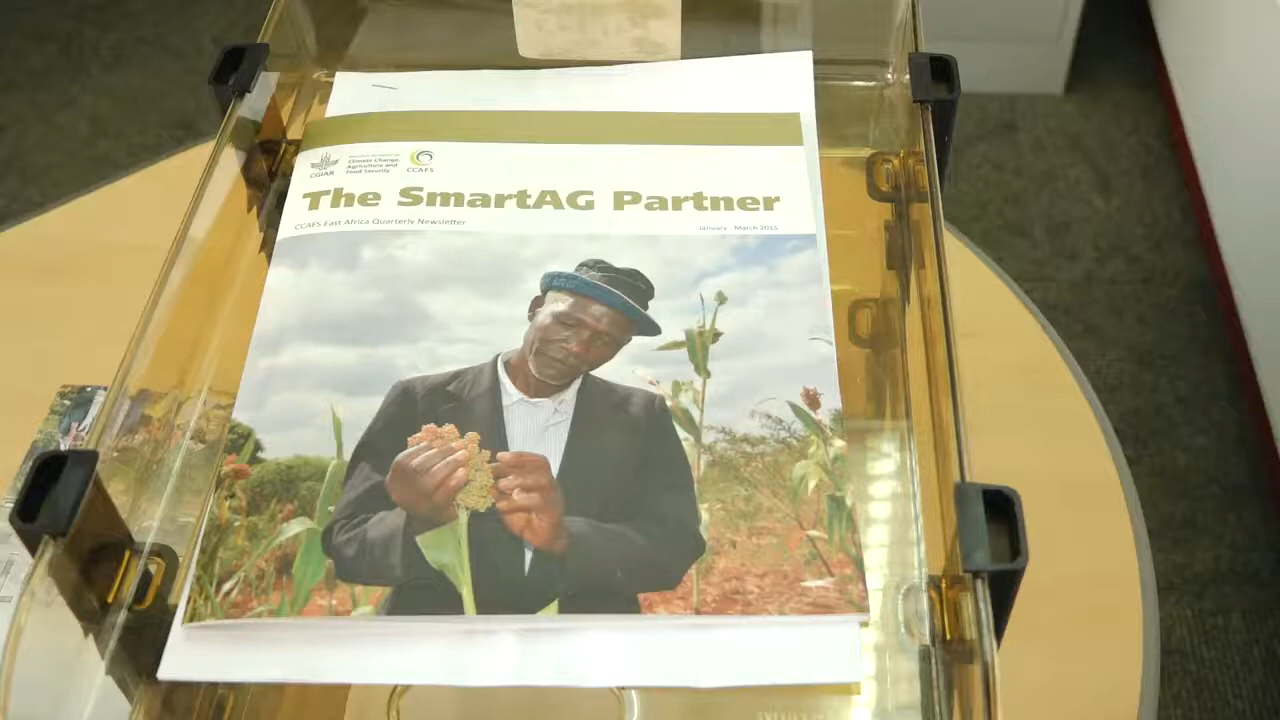 CGIAR
Climate Change,
Agriculture and
Food Security
CCAFS
The SmartAG Partner
CCAFS East Africa Quarterly Newsletter
January - March 2015